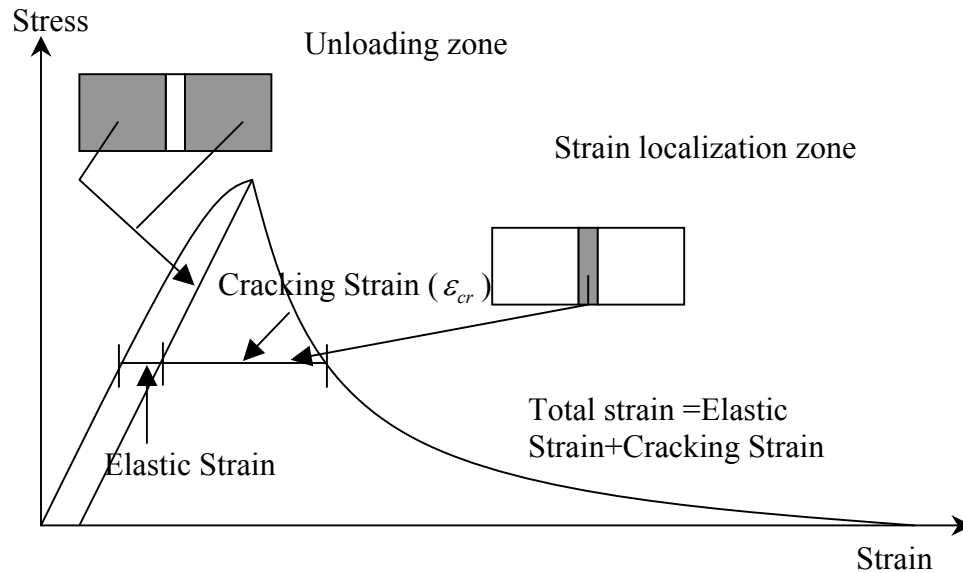 Stress
Unloading zone
Strain localization zone
Cracking Strain ( ε_cr )
Total strain =Elastic
Strain+Cracking Strain
Elastic Strain
Strain